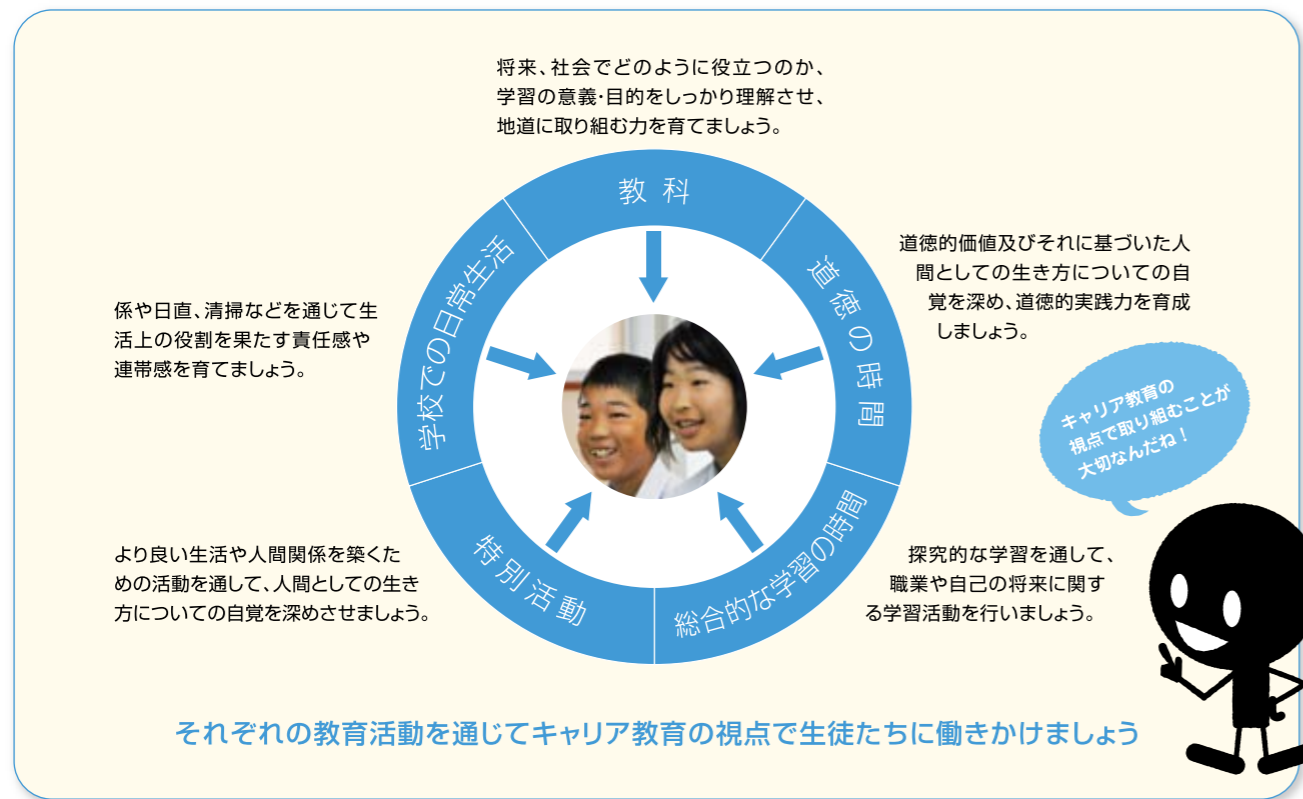 将来、社会でどのように役立つのか、
学習の意義・目的をしっかり理解させ、
地道に取り組む力を育てましょう。
教科
道徳の時間
道徳的価値及びそれに基づいた人
間としての生き方についての自
覚を深め、道徳的実践力を育成
しましょう。
学校での日常生活
係や日直、清掃などを通じて生
活上の役割を果たす責任感や
連帯感を育てましょう。
キャリア教育の
視点で取り組むことが
大切なんだね！
特別活動
より良い生活や人間関係を築くた
めの活動を通して、人間としての生き
方についての自覚を深めさせましょう。
総合的な学習の時間
探究的な学習を通して、
職業や自己の将来に関す
る学習活動を行いましょう。
それぞれの教育活動を通じてキャリア教育の視点で生徒たちに働きかけましょう